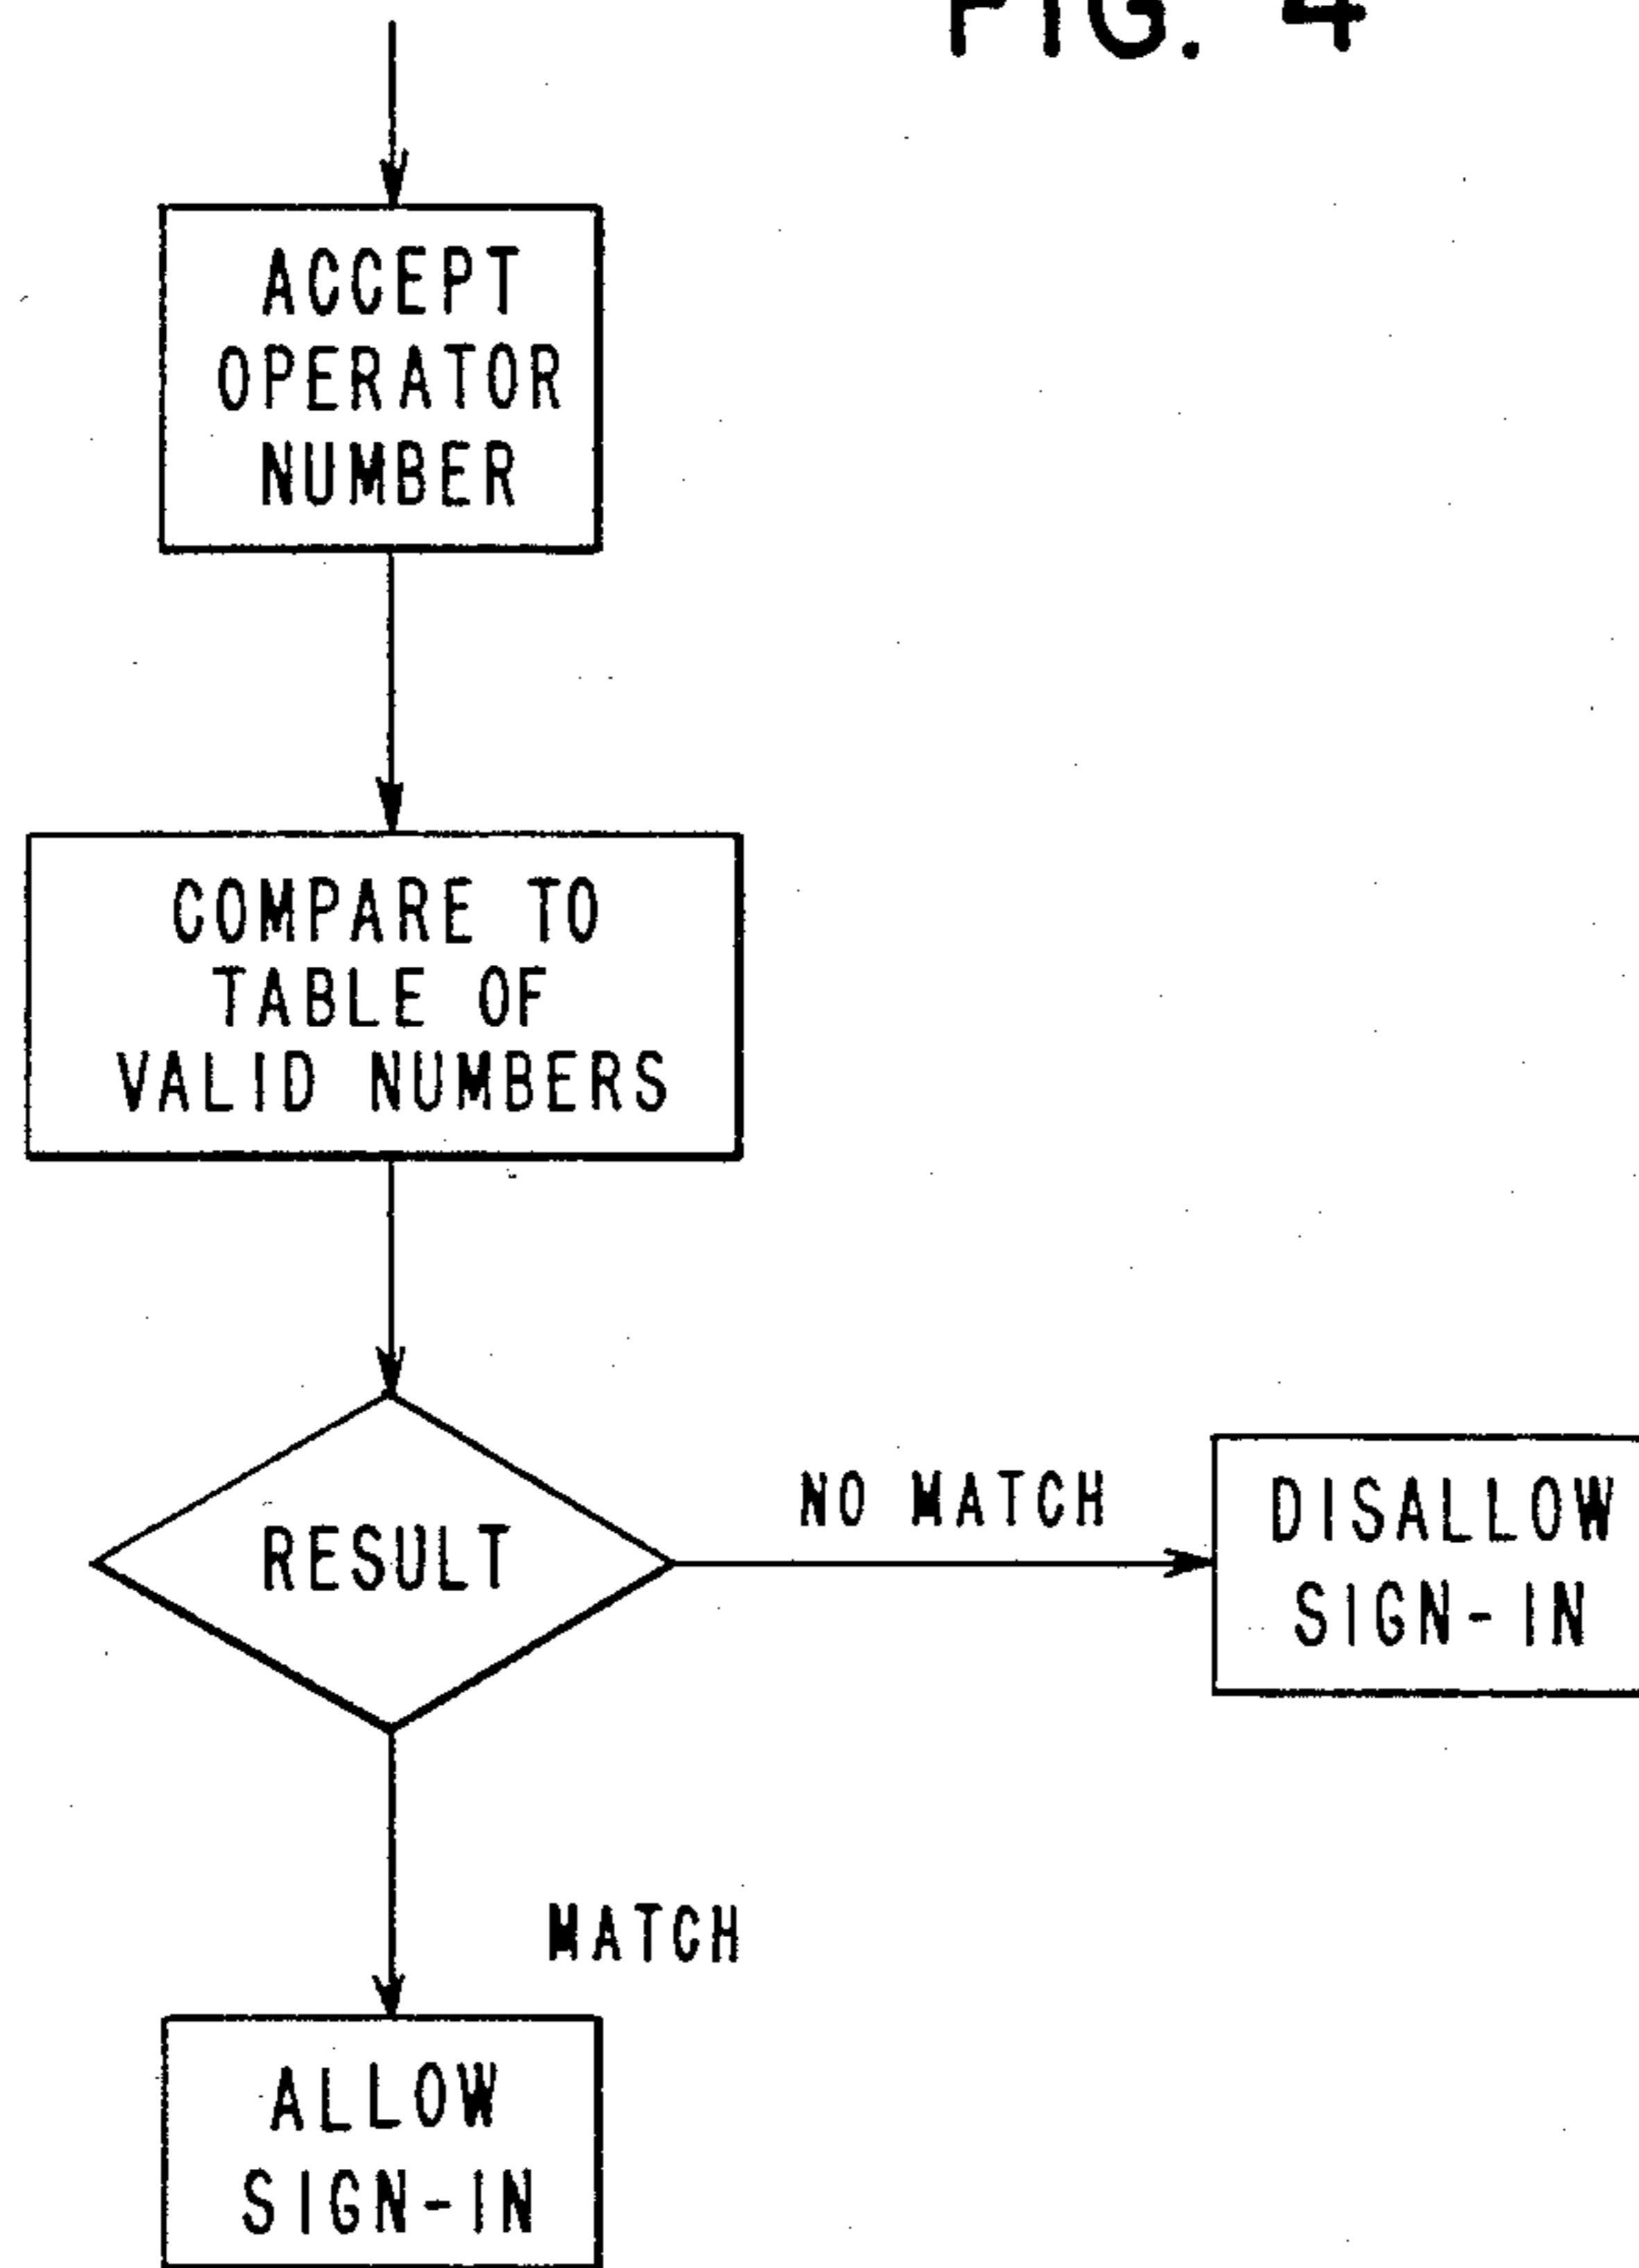 FIG. 4
ACCEPT
OPERATOR
NUMBER
COMPARE TO
TABLE OF
VALID NUMBERS
RESULT
NO MATCH
DISALLOW
SIGN-IN
MATCH
ALLOW
SIGN-IN